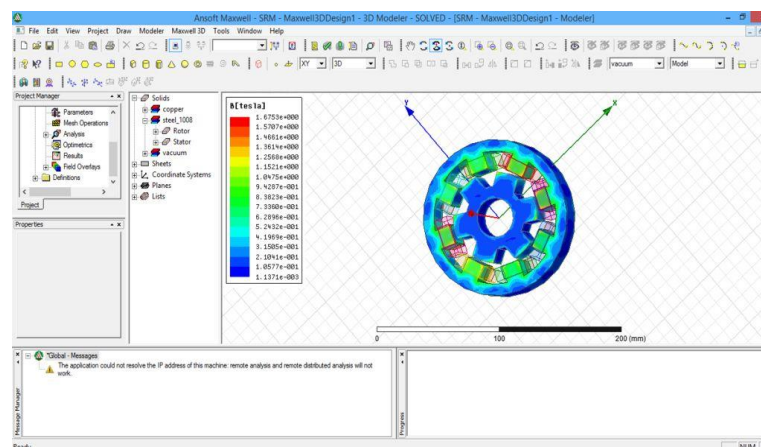 Ansoft Maxwell - SRM - Maxwell3DDesign1 - 3D Modeler - SOLVED - [SRM - Maxwell3DDesign1 - Modeler]
File Edit View Project Draw Modeler Maxwell 3D Tools Window Help
XY
3D
vacuum
Model
Project Manager
Parameters
Mesh Operations
Analysis
Optimetrics
Results
Field Overlays
Definitions
Project
Properties
Solids
copper
steel_1008
Rotor
Stator
vacuum
Sheets
Coordinate Systems
Planes
Lists
B[tesla]
1.6753e+000
1.5707e+000
1.4661e+000
1.3614e+000
1.2568e+000
1.1521e+000
1.0475e+000
9.4287e-001
8.3823e-001
7.3360e-001
6.2896e-001
5.2432e-001
4.1969e-001
3.1505e-001
2.1041e-001
1.0577e-001
1.1371e-003
Y
X
0
100
200 (mm)
*Global - Messages
The application could not resolve the IP address of this machine: remote analysis and remote distributed analysis will not
work.
Message Manager
Progress
Ready
NUM